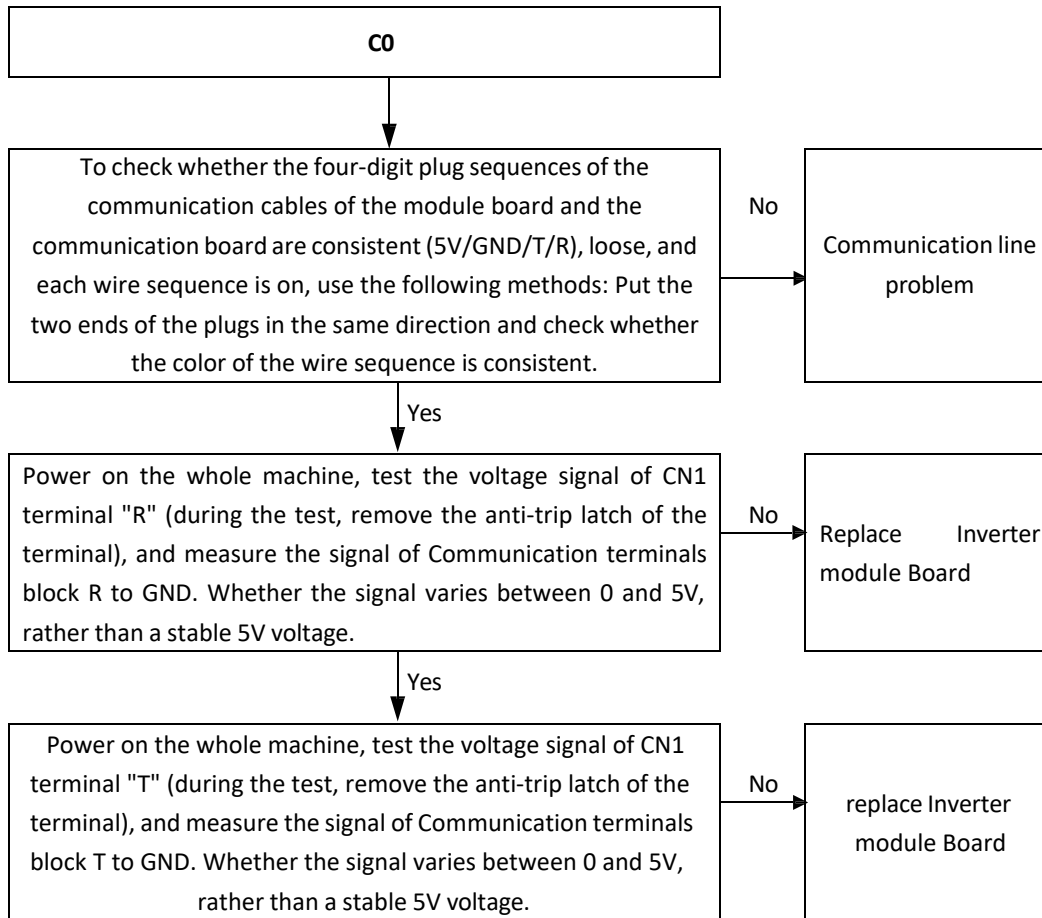 C0
To check whether the four-digit plug sequences of the
communication cables of the module board and the
communication board are consistent (5V/GND/T/R), loose, and
each wire sequence is on, use the following methods: Put the
two ends of the plugs in the same direction and check whether
the color of the wire sequence is consistent.
No
Communication line
problem
Yes
Power on the whole machine, test the voltage signal of CN1
terminal "R" (during the test, remove the anti-trip latch of the
terminal), and measure the signal of Communication terminals
block R to GND. Whether the signal varies between 0 and 5V,
rather than a stable 5V voltage.
No
Replace Inverter
module Board
Yes
Power on the whole machine, test the voltage signal of CN1
terminal "T" (during the test, remove the anti-trip latch of the
terminal), and measure the signal of Communication terminals
block T to GND. Whether the signal varies between 0 and 5V,
rather than a stable 5V voltage.
No
replace Inverter
module Board